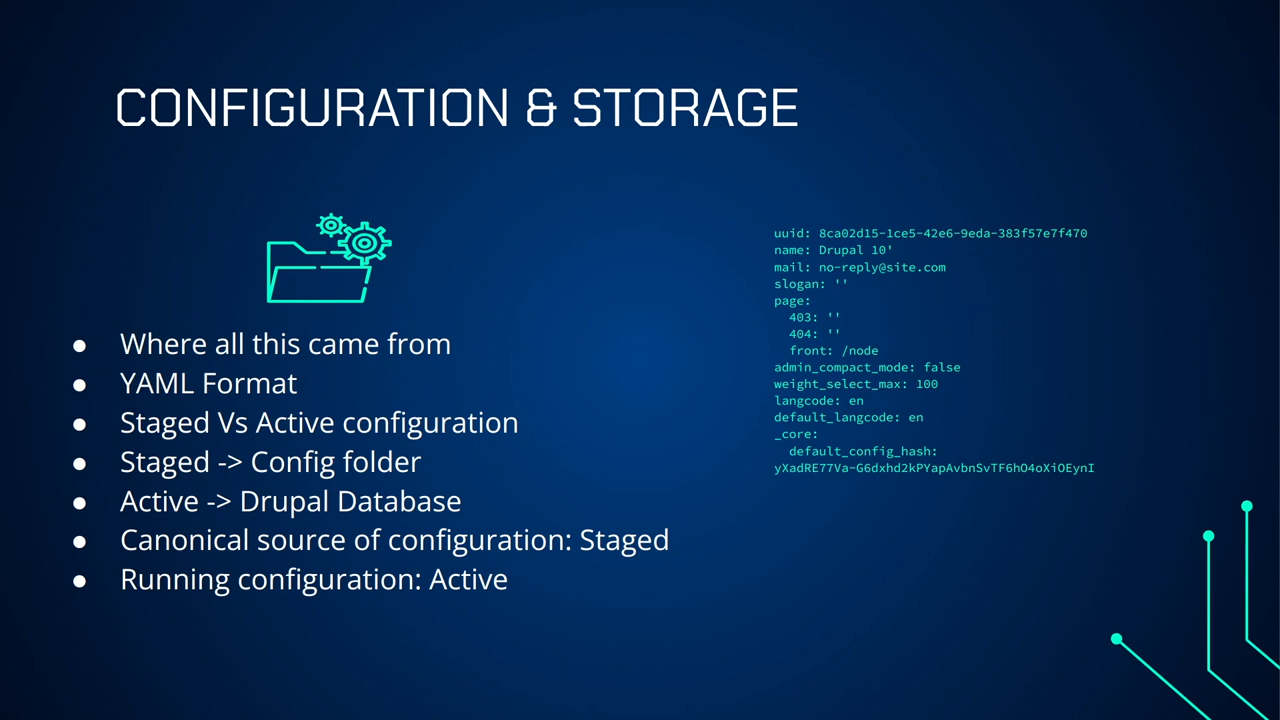 CONFIGURATION & STORAGE
● Where all this came from
● YAML Format
● Staged Vs Active configuration
● Staged -> Config folder
● Active -> Drupal Database
● Canonical source of configuration: Staged
● Running configuration: Active
uuid: 8ca02d15-1ce5-42e6-9eda-383f57e7f470
name: Drupal 10'
mail: no-reply@site.com
slogan: ''
page:
  403: ''
  404: ''
  front: /node
admin_compact_mode: false
weight_select_max: 100
langcode: en
default_langcode: en
_core:
  default_config_hash:
yXadRE77Va-G6dxhd2kPYapAvbnSvTF6hO4oXiOEynI